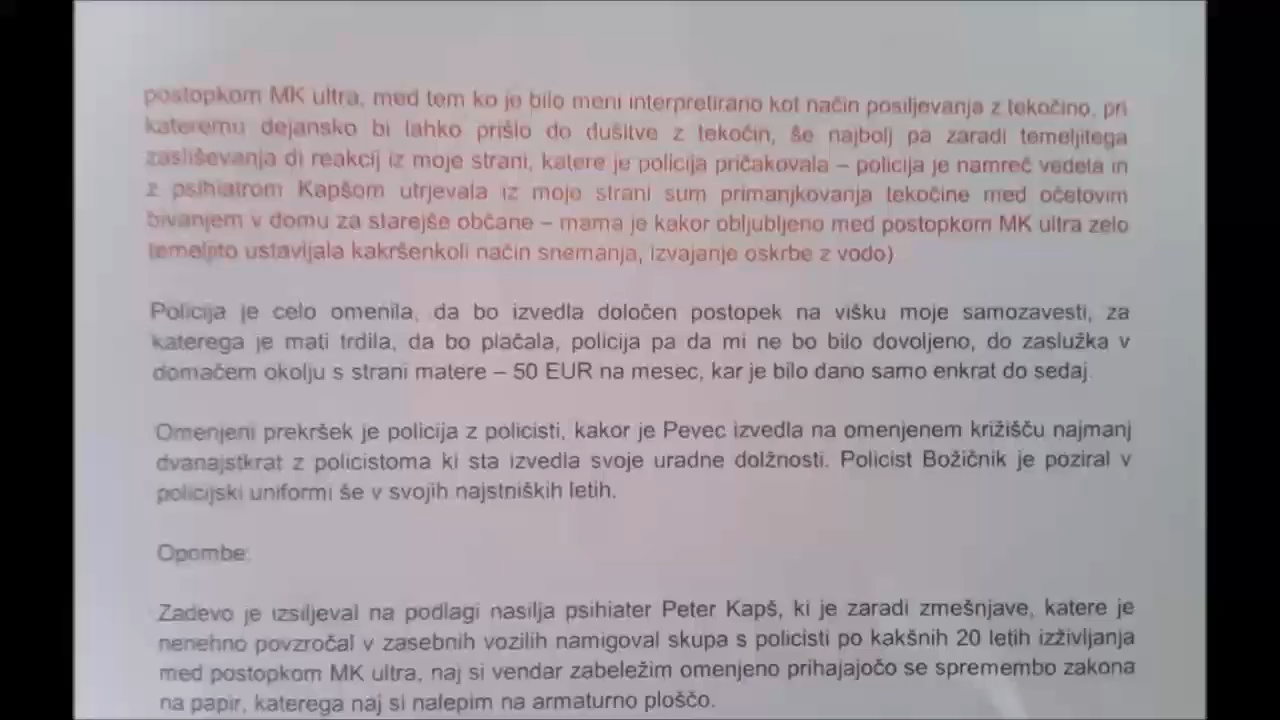 postopkom MK ultra, med tem ko je bilo meni interpretirano kot način posiljevanja z tekočino, pri
kateremu dejansko bi lahko prišlo do dušitve z tekočin, še najbolj pa zaradi temeljitega
zasliševanja di reakcij iz moje strani, katere je policija pričakovala – policija je namreč vedela in
z psihiatrom Kapšom utrjevala iz moje strani sum primanjkovanja tekočine med očetovim
bivanjem v domu za starejše občane – mama je kakor obljubljeno med postopkom MK ultra zelo
temeljito ustavijala kakršenkoli način snemanja, izvajanje oskrbe z vodo)
Policija je celo omenila, da bo izvedla določen postopek na višku moje samozavesti, za
katerega je mati trdila, da bo plačala, policija pa da mi ne bo bilo dovoljeno, do zaslužka v
domačem okolju s strani matere – 50 EUR na mesec, kar je bilo dano samo enkrat do sedaj.
Omenjeni prekršek je policija z policisti, kakor je Pevec izvedla na omenjenem križišču najmanj
dvanajstkrat z policistoma ki sta izvedla svoje uradne dolžnosti. Policist Božičnik je poziral v
policijski uniformi še v svojih najstniških letih.
Opombe:
Zadevo je izsiljeval na podlagi nasilja psihiater Peter Kapš, ki je zaradi zmešnjave, katere je
nenehno povzročal v zasebnih vozilih namigoval skupa s policisti po kakšnih 20 letih izživljanja
med postopkom MK ultra, naj si vendar zabeležim omenjeno prihajajočo se spremembo zakona
na papir, katerega naj si nalepim na armaturno ploščo.